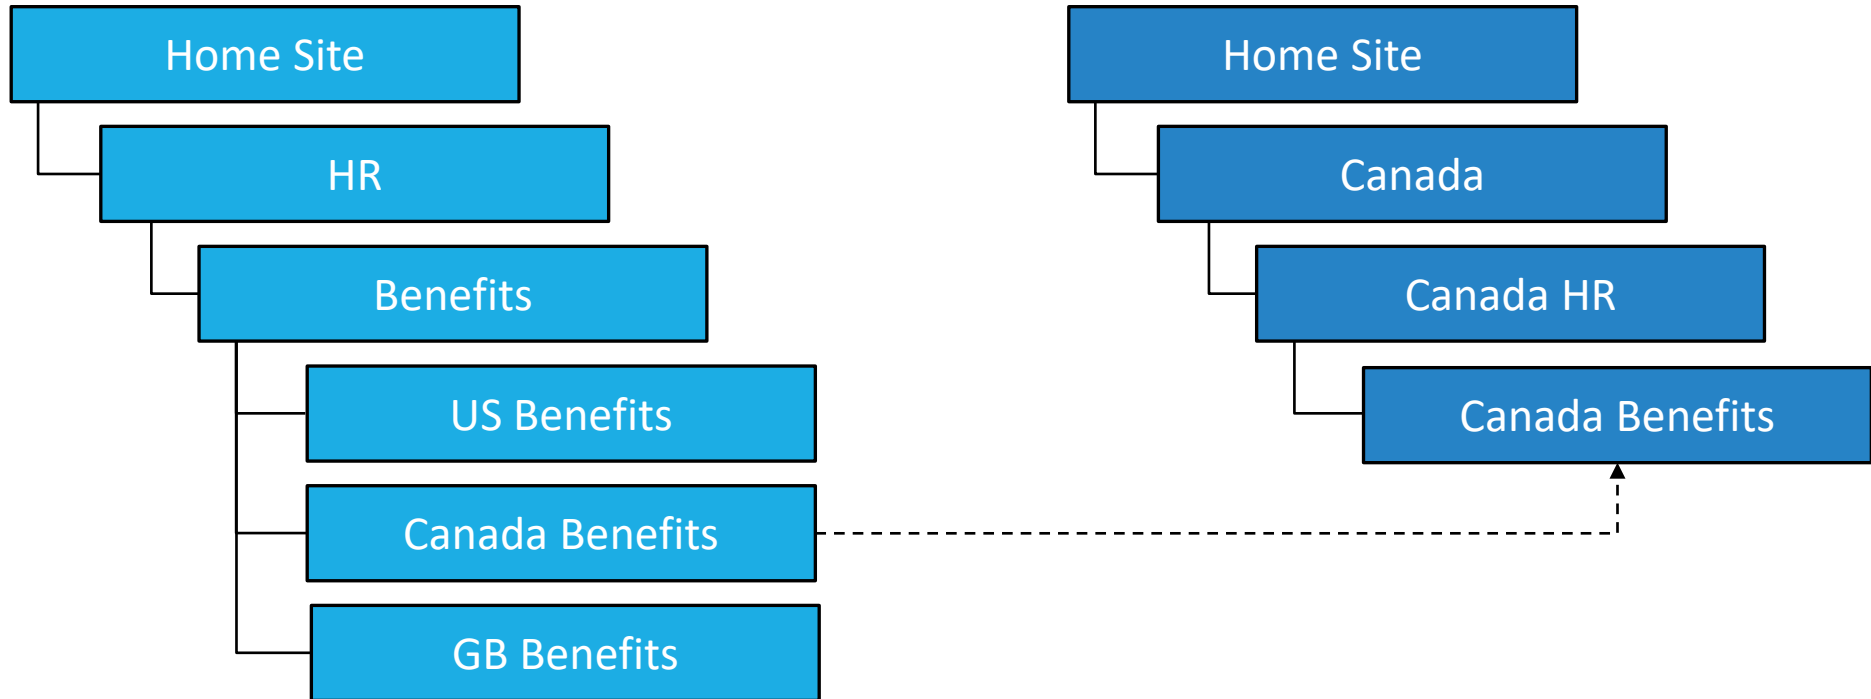 Home Site
HR
Benefits
US Benefits
Canada Benefits
GB Benefits
Home Site
Canada
Canada HR
Canada Benefits